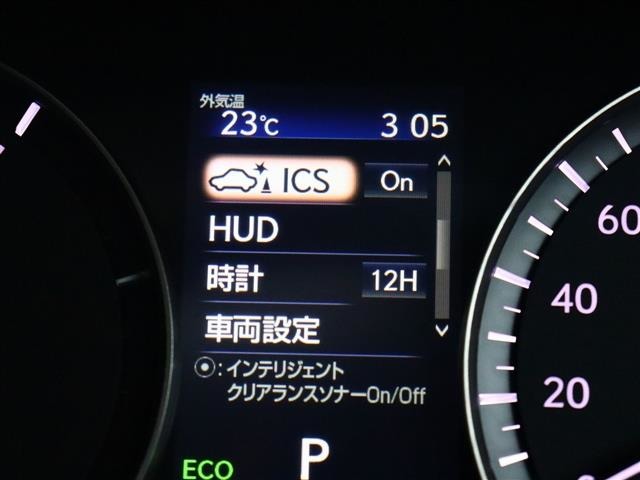 外気温
23℃ 3 05
ICS On
HUD
時計 12H
車両設定
⦿:インテリジェント
クリアランスソナーOn/Off
ECO P
60
40
20